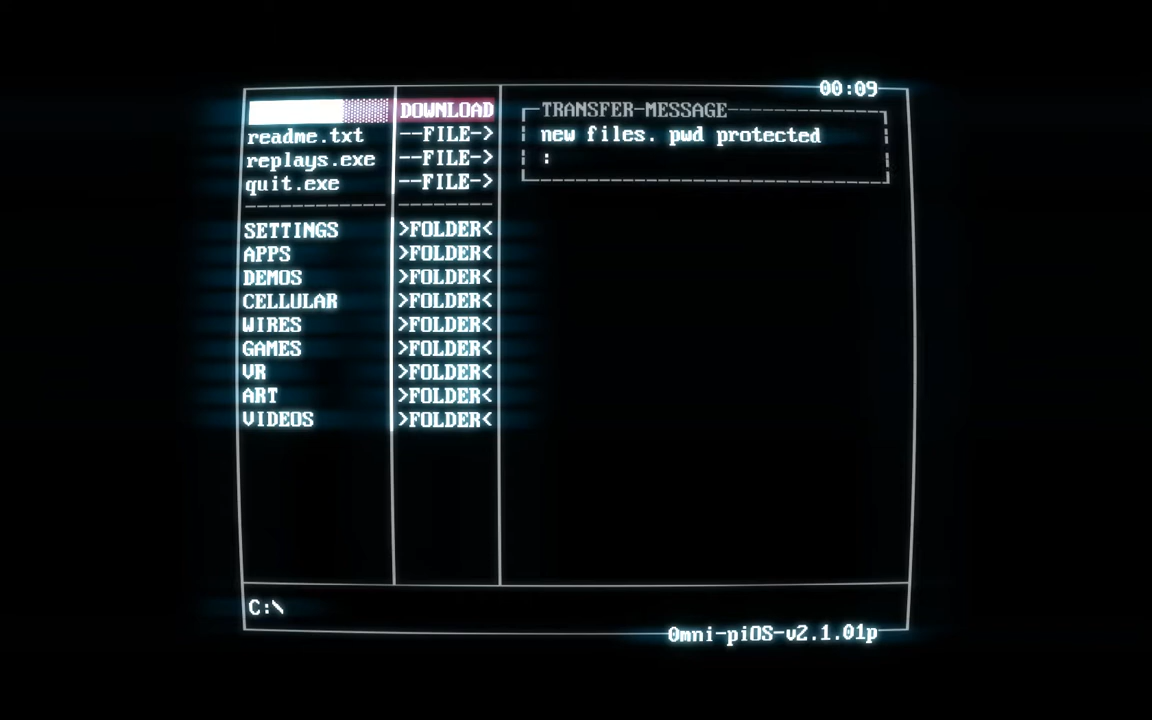 00:09
DOWNLOAD
readme.txt --FILE->
replays.exe --FILE->
quit.exe --FILE->
SETTINGS >FOLDER<
APPS >FOLDER<
DEMOS >FOLDER<
CELLULAR >FOLDER<
WIRES >FOLDER<
GAMES >FOLDER<
VR >FOLDER<
ART >FOLDER<
VIDEOS >FOLDER<
TRANSFER-MESSAGE
new files. pwd protected
:
C:\
0mni-piOS-v2.1.01p